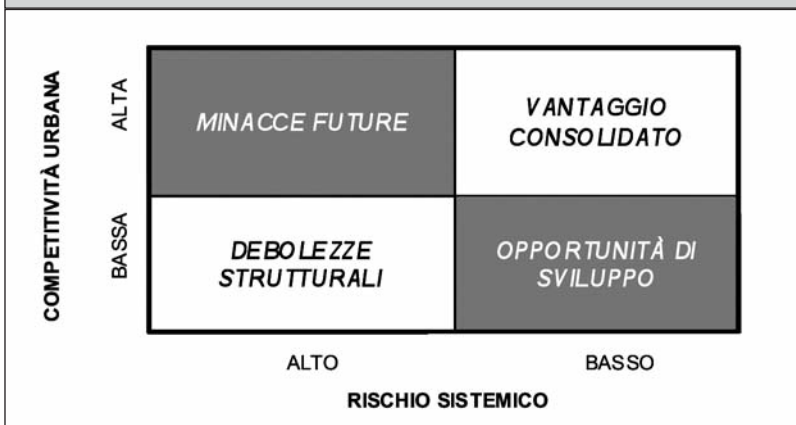 COMPETITIVITÀ URBANA
ALTA
MINACCE FUTURE
VANTAGGIO
CONSOLIDATO
BASSA
DEBOLEZZE
STRUTTURALI
OPPORTUNITÀ DI
SVILUPPO
ALTO
BASSO
RISCHIO SISTEMICO